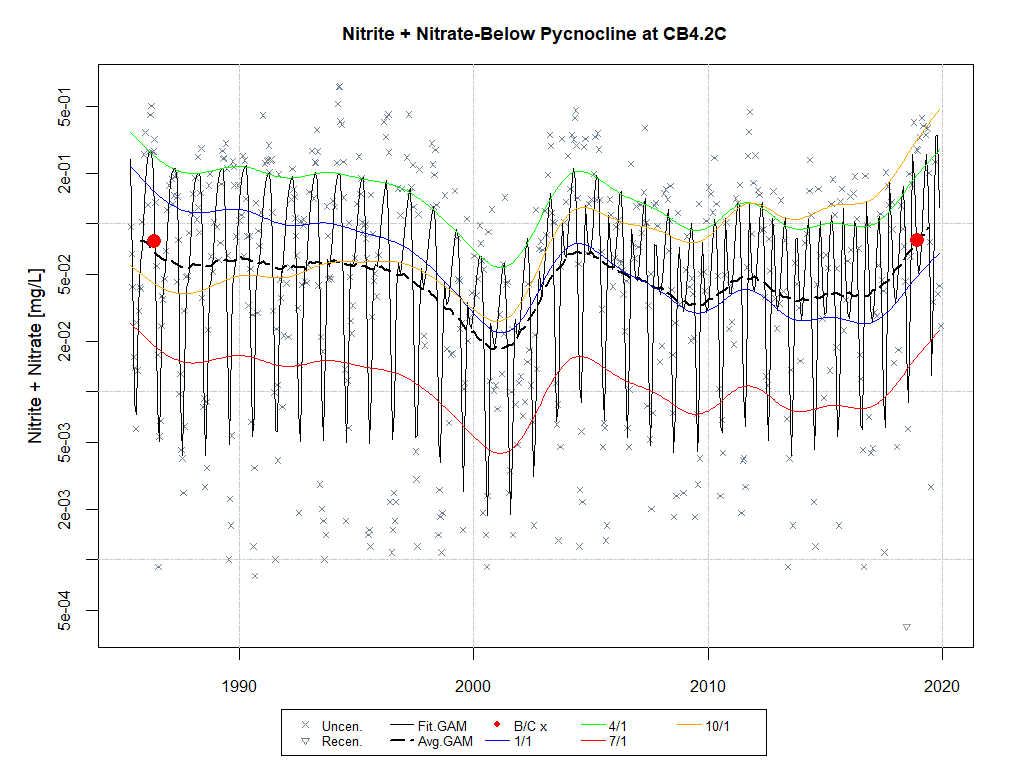 Nitrite + Nitrate-Below Pycnocline at CB4.2C
Nitrite + Nitrate [mg/L]
5e-01
2e-01
5e-02
2e-02
5e-03
2e-03
5e-04
1990 2000 2010 2020
Uncen. Fit.GAM B/C x 4/1 10/1
Recen. Avg.GAM 1/1 7/1